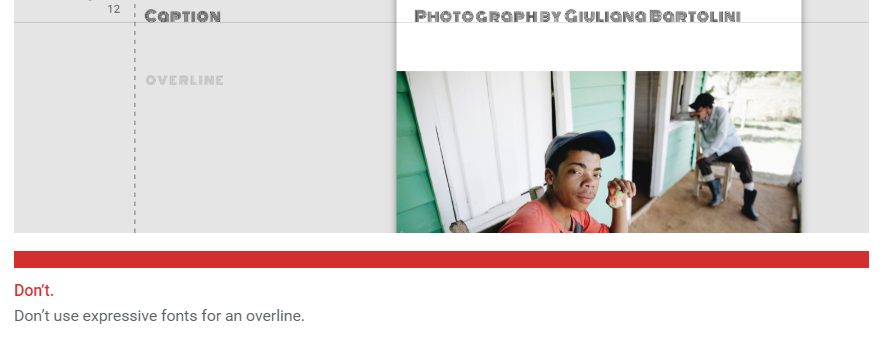 12
Caption
Photograph by Giuliana Bartolini
OVERLINE
Don't.
Don’t use expressive fonts for an overline.